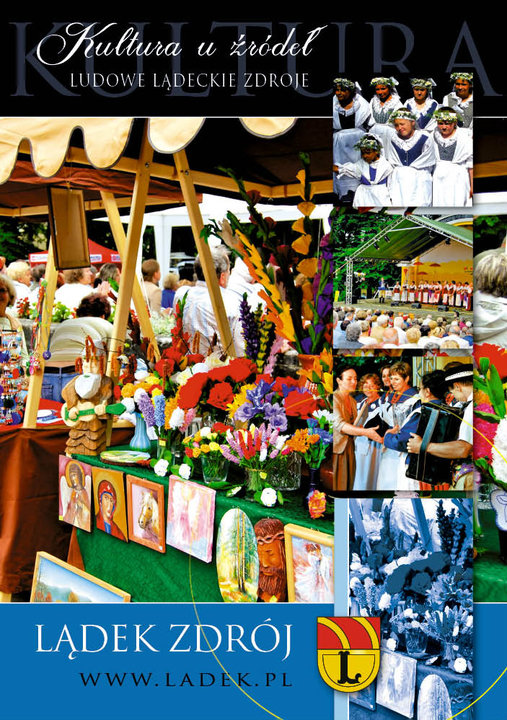 KULTURA
Kultura u źródeł
LUDOWE LĄDECKIE ZDROJE
LĄDEK ZDRÓJ
WWW.LADEK.PL
L